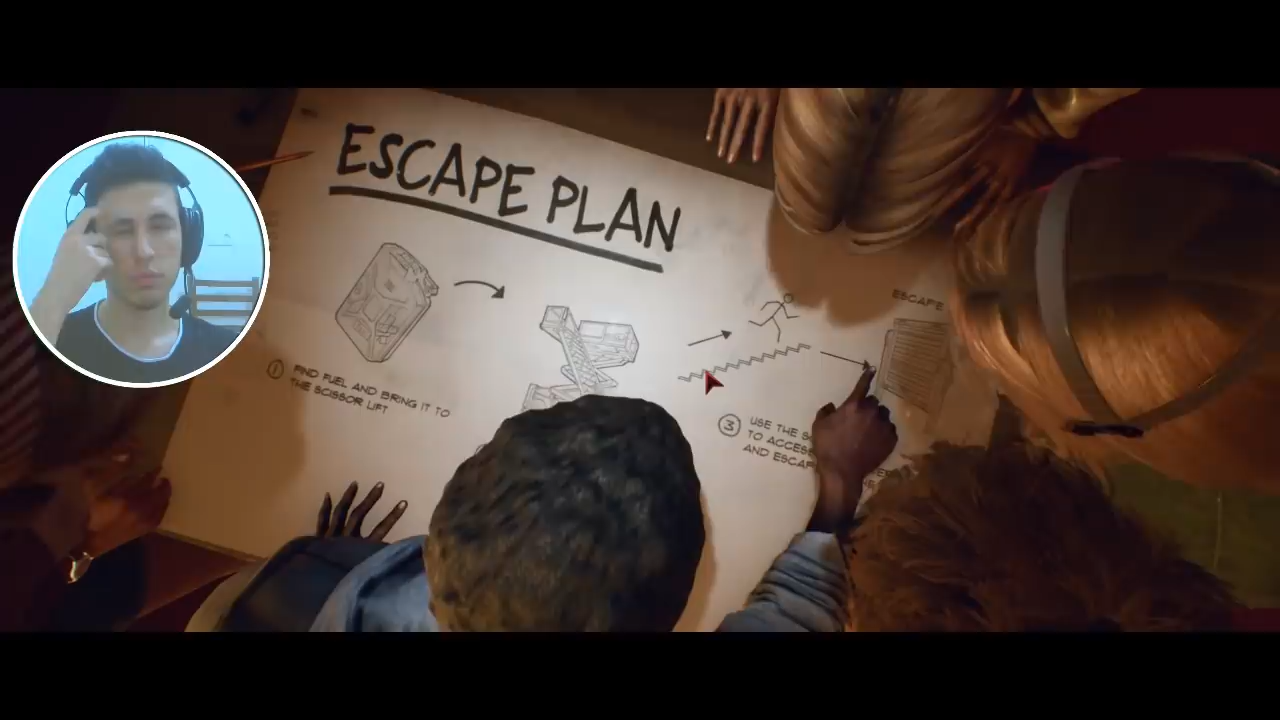 ESCAPE PLAN
ESCAPE
① FIND FUEL AND BRING IT TO
THE SCISSOR LIFT
③ USE THE
TO ACCESS
AND ESCAPE